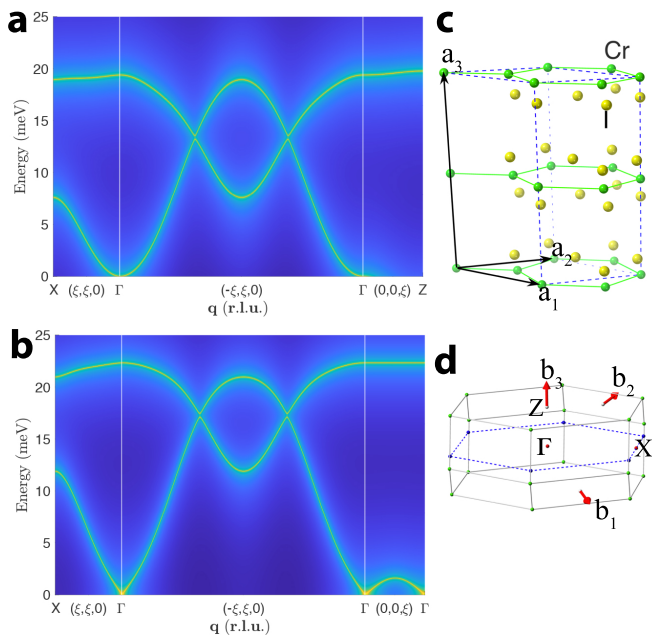 a
25
20
15
10
5
0
Energy (meV)
X (ξ,ξ,0) Γ (-ξ,ξ,0) Γ (0,0,ξ) Z
q (r.l.u.)
c
Cr
I
a3
a2
a1
b
25
20
15
10
5
0
Energy (meV)
X (ξ,ξ,0) Γ (-ξ,ξ,0) Γ (0,0,ξ) Γ
q (r.l.u.)
d
b3
b2
Z
Γ
X
b1